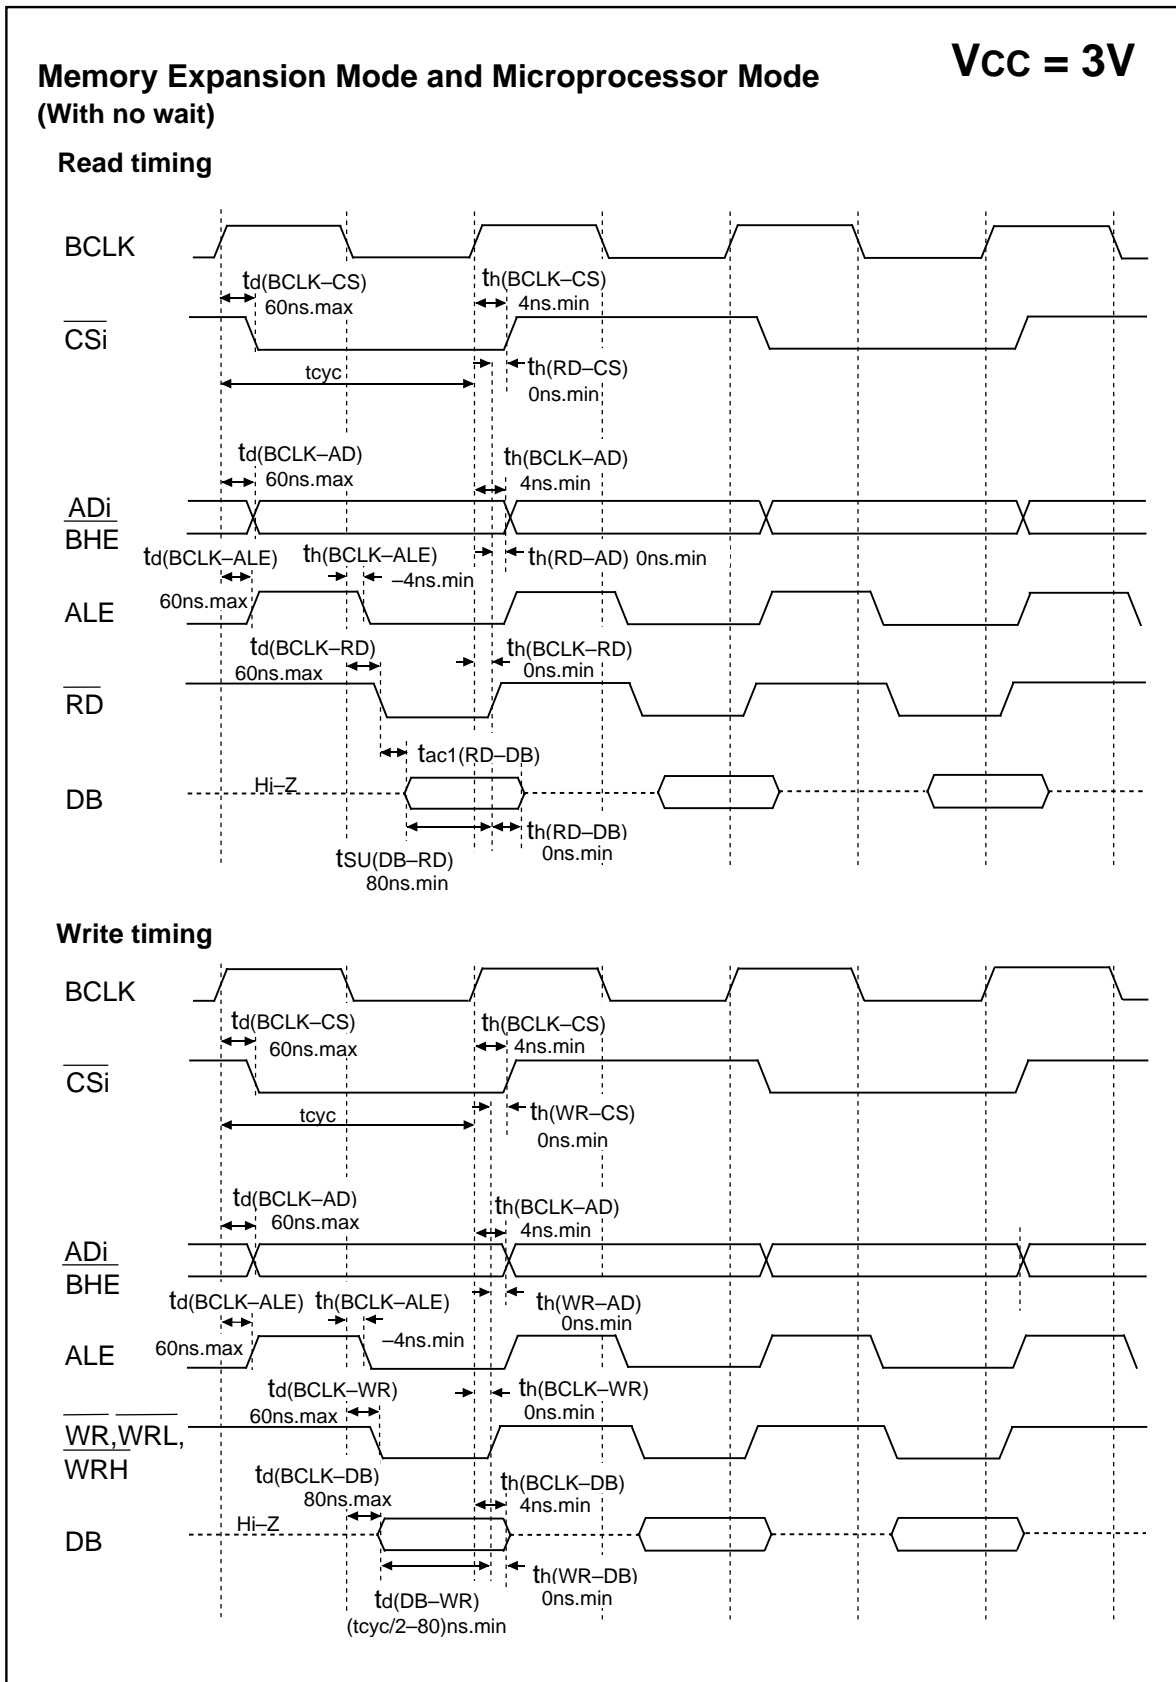 Memory Expansion Mode and Microprocessor Mode
VCC = 3V
(With no wait)
Read timing
BCLK
td(BCLK–CS)
60ns.max
th(BCLK–CS)
4ns.min
CSi
tcyc
th(RD–CS)
0ns.min
td(BCLK–AD)
60ns.max
th(BCLK–AD)
4ns.min
ADi
BHE
td(BCLK–ALE)
60ns.max
th(BCLK–ALE)
–4ns.min
th(RD–AD) 0ns.min
ALE
td(BCLK–RD)
60ns.max
th(BCLK–RD)
0ns.min
RD
tac1(RD–DB)
DB
Hi–Z
tSU(DB–RD)
80ns.min
th(RD–DB)
0ns.min
Write timing
BCLK
td(BCLK–CS)
60ns.max
th(BCLK–CS)
4ns.min
CSi
tcyc
th(WR–CS)
0ns.min
td(BCLK–AD)
60ns.max
th(BCLK–AD)
4ns.min
ADi
BHE
td(BCLK–ALE)
60ns.max
th(BCLK–ALE)
–4ns.min
th(WR–AD)
0ns.min
ALE
td(BCLK–WR)
60ns.max
th(BCLK–WR)
0ns.min
WR,WRL,
WRH
td(BCLK–DB)
80ns.max
th(BCLK–DB)
4ns.min
DB
Hi–Z
td(DB–WR)
(tcyc/2–80)ns.min
th(WR–DB)
0ns.min